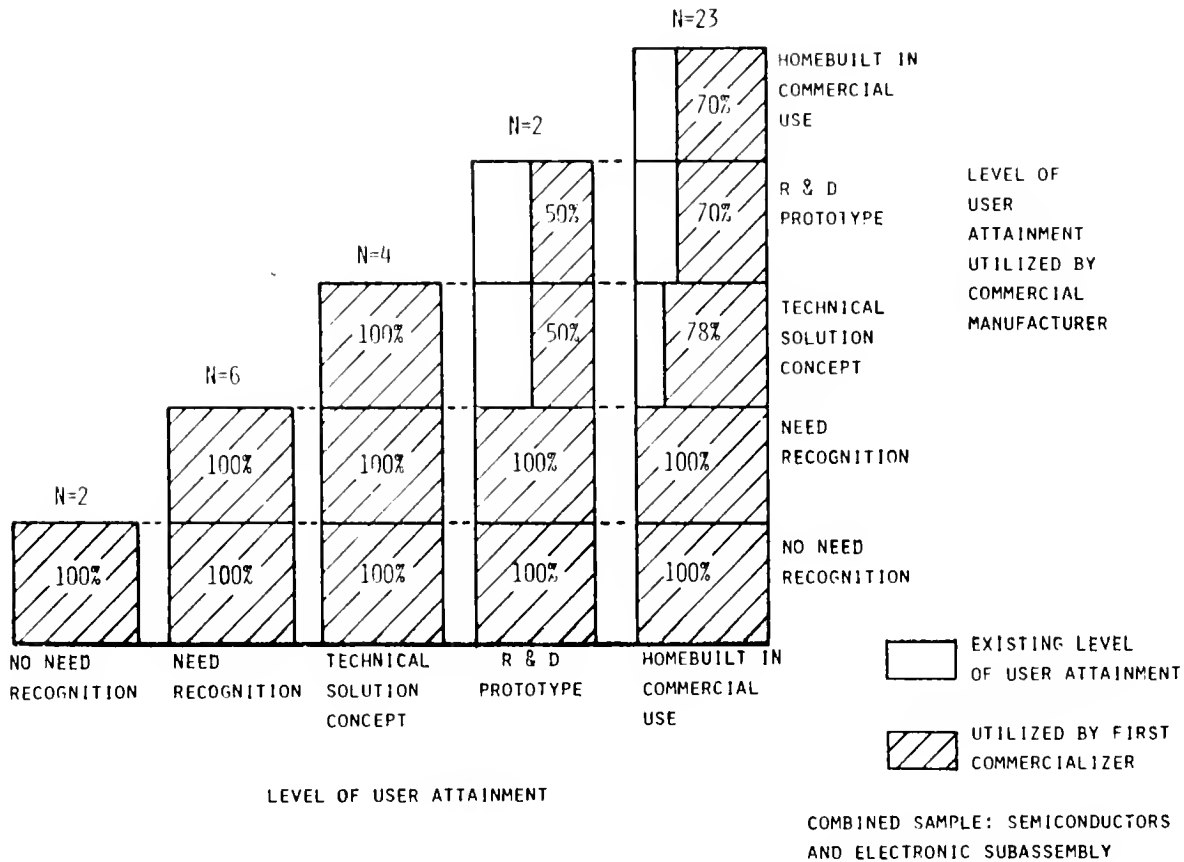 N=23
HOMEBUILT IN
COMMERCIAL
USE
70%
N=2
R & D
PROTOTYPE
LEVEL OF
USER
ATTAINMENT
UTILIZED BY
COMMERCIAL
MANUFACTURER
50%
70%
N=4
TECHNICAL
SOLUTION
CONCEPT
100%
50%
78%
N=6
NEED
RECOGNITION
100%
100%
100%
100%
N=2
NO NEED
RECOGNITION
100%
100%
100%
100%
100%
NO NEED
RECOGNITION
NEED
RECOGNITION
TECHNICAL
SOLUTION
CONCEPT
R & D
PROTOTYPE
HOMEBUILT IN
COMMERCIAL
USE
EXISTING LEVEL
OF USER ATTAINMENT
UTILIZED BY FIRST
COMMERCIALIZER
LEVEL OF USER ATTAINMENT
COMBINED SAMPLE: SEMICONDUCTORS
AND ELECTRONIC SUBASSEMBLY